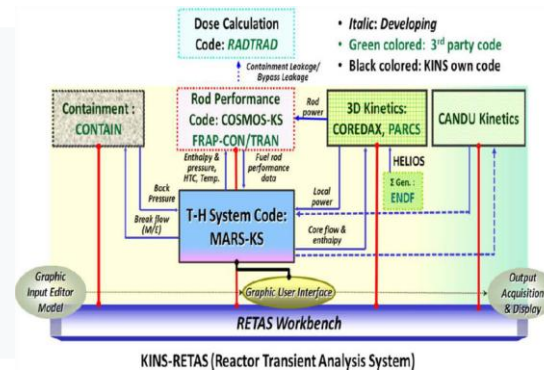 Dose Calculation
Code: RADTRAD
• Italic: Developing
• Green colored: 3rd party code
• Black colored: KINS own code
Containment Leakage/
Bypass Leakage
Containment :
CONTAIN
Rod Performance
Code: COSMOS-KS
FRAP-CON/TRAN
Rod
power
3D Kinetics:
COREDAX, PARCS
CANDU Kinetics
Enthalpy &
pressure,
HTC, Temp.
Fuel rod
performance
data
HELIOS
Σ Gen. :
ENDF
Back
Pressure
Break flow
(M/E)
T-H System Code:
MARS-KS
Local
power
Core flow &
enthalpy
Graphic
Input Editor
Model
Graphic User Interface
Output
Acquisition
& Display
RETAS Workbench
KINS-RETAS (Reactor Transient Analysis System)